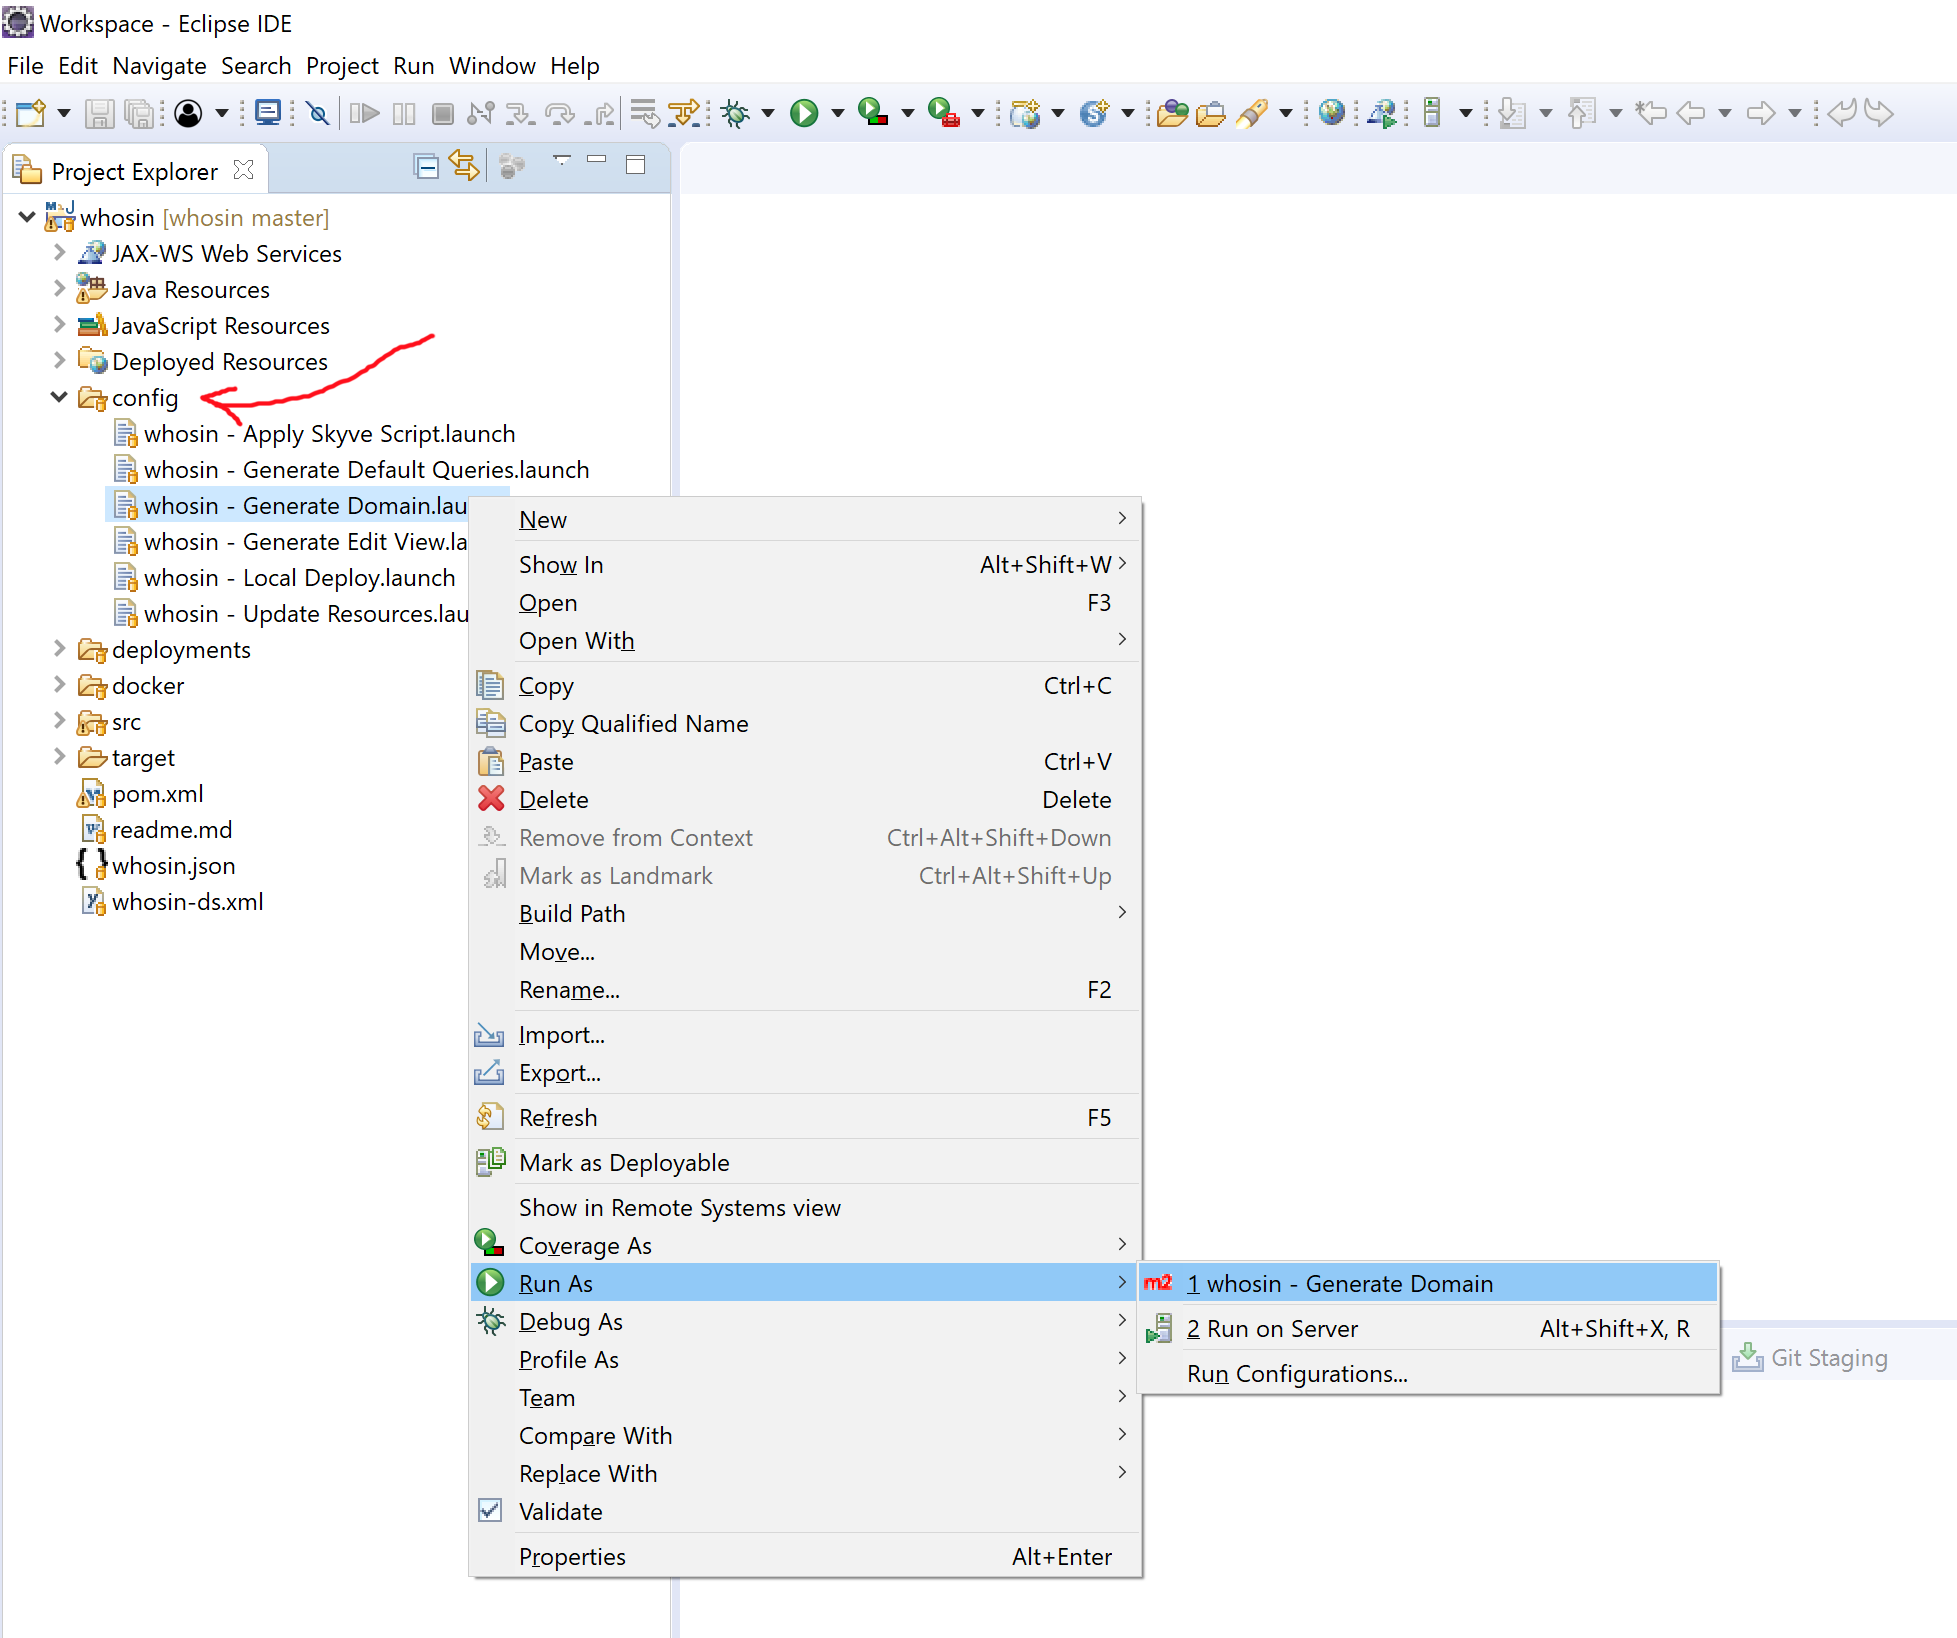 Workspace - Eclipse IDE
File Edit Navigate Search Project Run Window Help
Project Explorer
whosin [whosin master]
JAX-WS Web Services
Java Resources
JavaScript Resources
Deployed Resources
config
whosin - Apply Skyve Script.launch
whosin - Generate Default Queries.launch
whosin - Generate Domain.lau
whosin - Generate Edit View.la
whosin - Local Deploy.launch
whosin - Update Resources.lau
deployments
docker
src
target
pom.xml
readme.md
whosin.json
whosin-ds.xml
New
Show In Alt+Shift+W
Open F3
Open With
Copy Ctrl+C
Copy Qualified Name
Paste Ctrl+V
Delete Delete
Remove from Context Ctrl+Alt+Shift+Down
Mark as Landmark Ctrl+Alt+Shift+Up
Build Path
Move...
Rename... F2
Import...
Export...
Refresh F5
Mark as Deployable
Show in Remote Systems view
Coverage As
Run As
Debug As
Profile As
Team
Compare With
Replace With
Validate
Properties Alt+Enter
m2 1 whosin - Generate Domain
2 Run on Server Alt+Shift+X, R
Run Configurations...
Git Staging